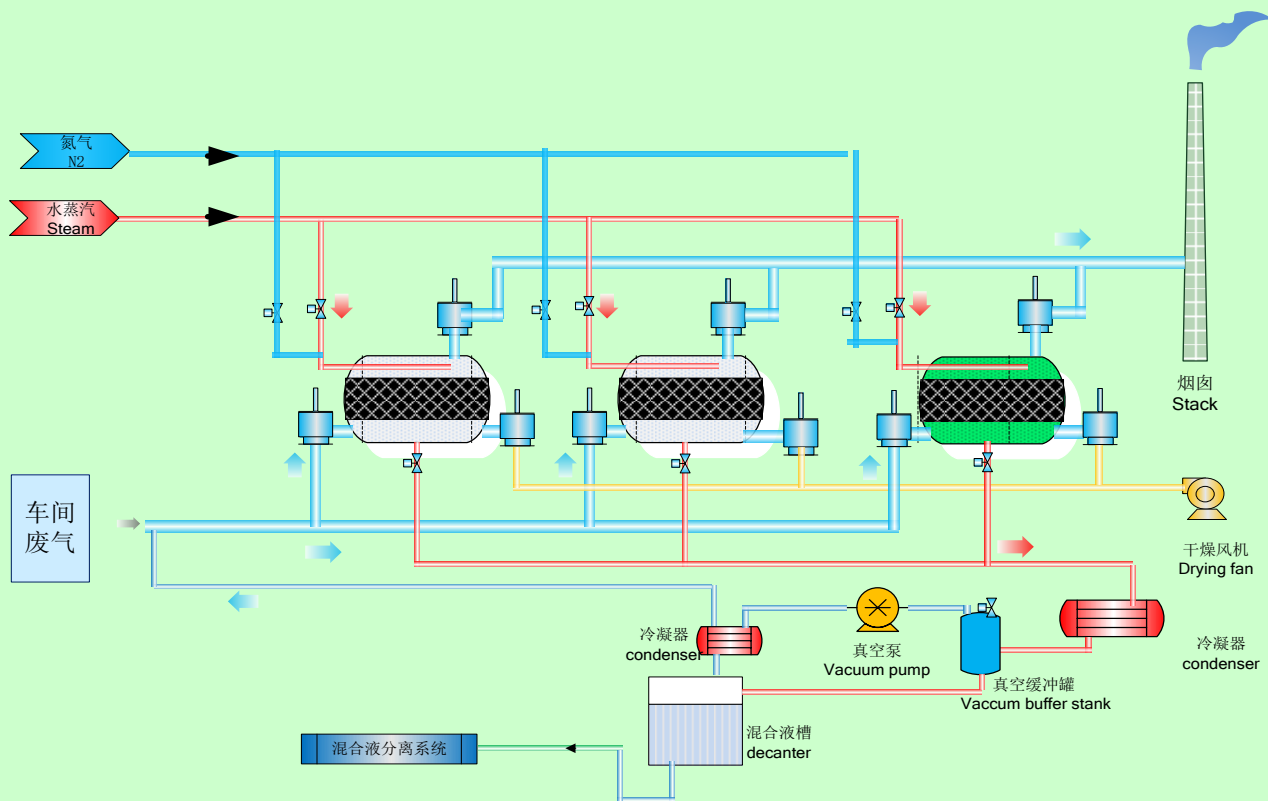 氮气
N2
水蒸汽
Steam
烟囱
Stack
车间
废气
干燥风机
Drying fan
冷凝器
condenser
真空泵
Vacuum pump
冷凝器
condenser
真空缓冲罐
Vaccum buffer stank
混合液槽
decanter
混合液分离系统